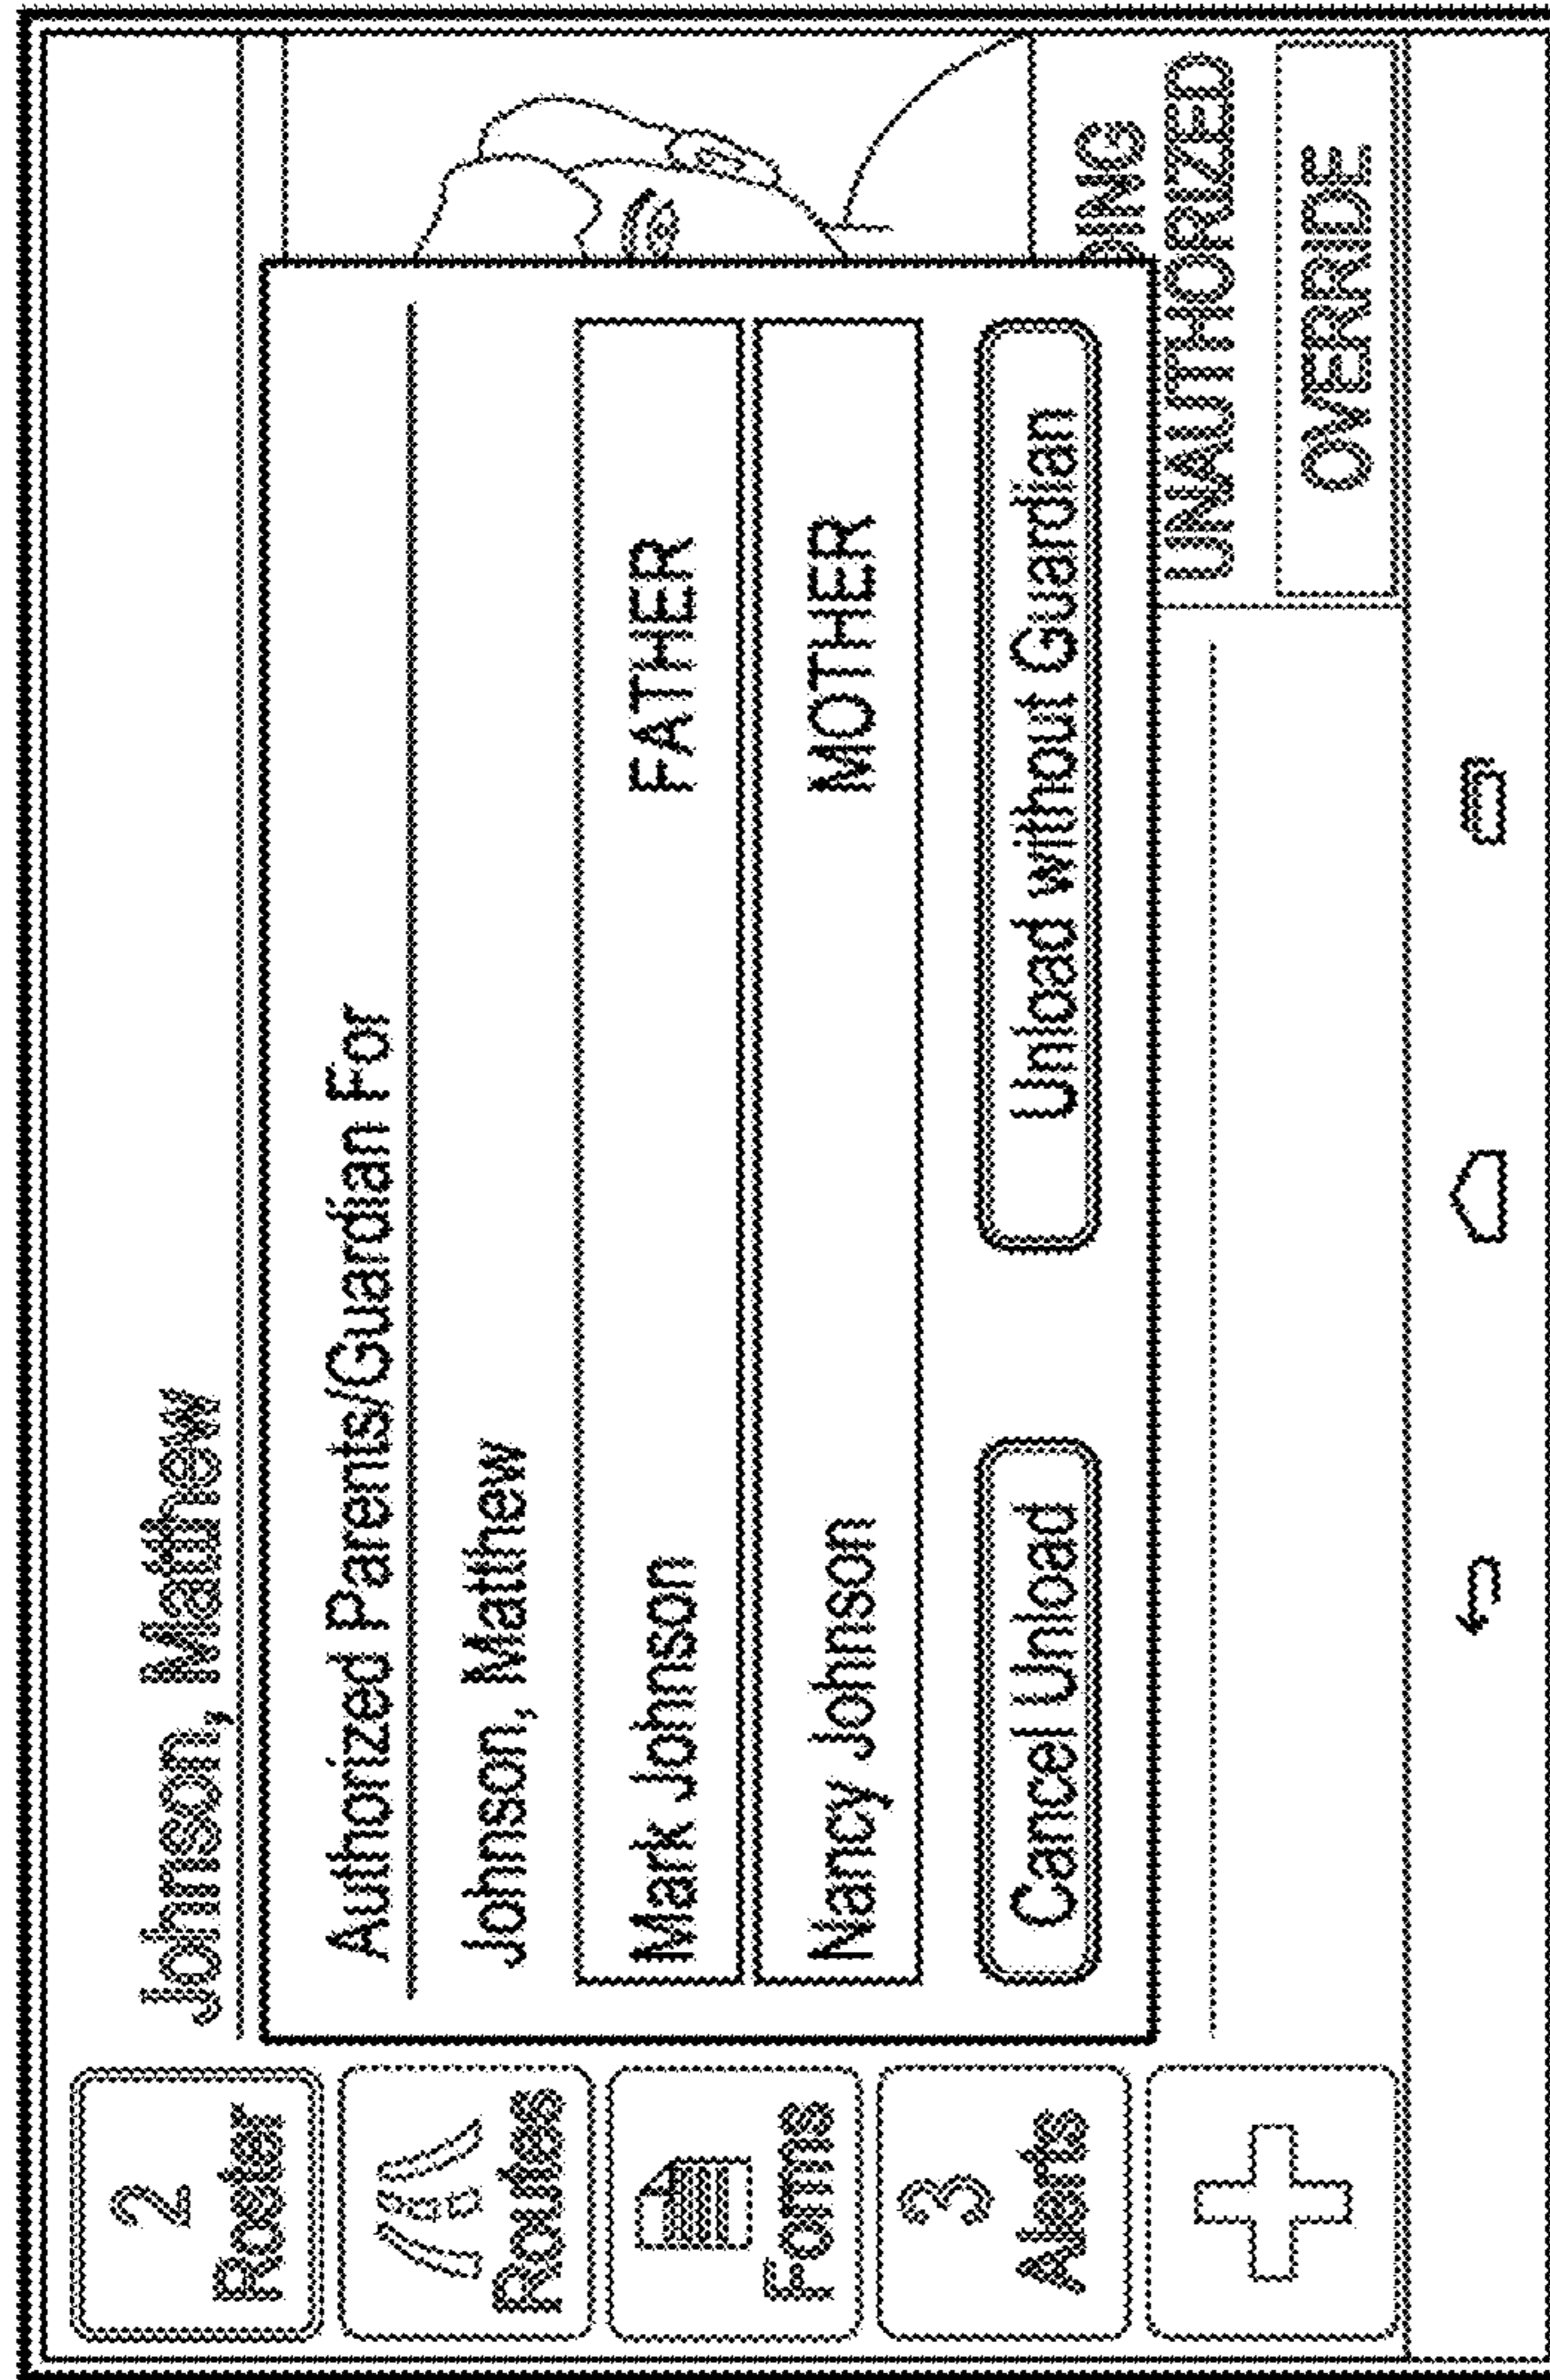 Johnson, Matthew
2
Roster
Routes
Forms
3
Alerts
Authorized Parents/Guardian For
Johnson, Matthew
Mark Johnson FATHER
Nancy Johnson MOTHER
Cancel Unload Unload without Guardian
DING
UNAUTHORIZED
OVERRIDE